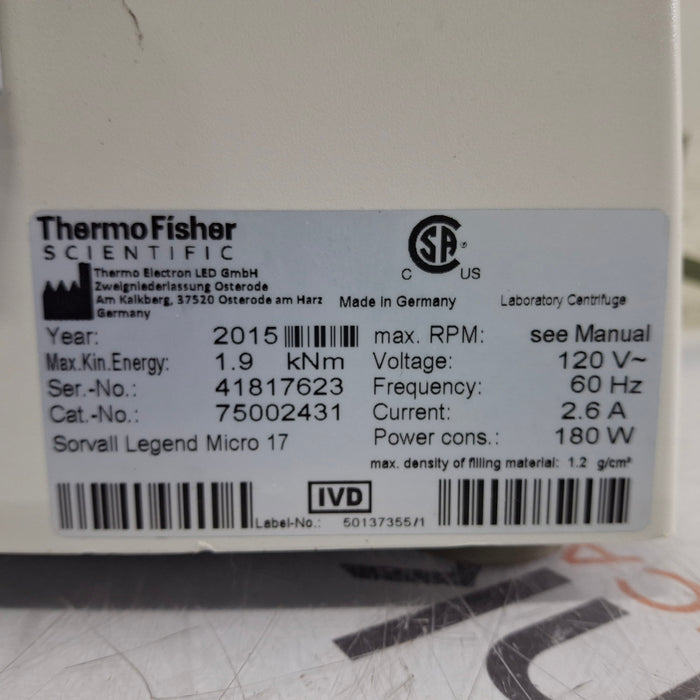 ThermoFisher
SCIENTIFIC
Thermo Electron LED GmbH
Zweigniederlassung Osterode
Am Kalkberg, 37520 Osterode am Harz
Germany
CSA ®
C US
Made in Germany
Laboratory Centrifuge
Year: 2015
Max.Kin.Energy: 1.9 kNm
Ser.-No.: 41817623
Cat.-No.: 75002431
Sorvall Legend Micro 17
max. RPM: see Manual
Voltage: 120 V~
Frequency: 60 Hz
Current: 2.6 A
Power cons.: 180 W
max. density of filling material: 1.2 g/cm³
IVD
Label-No.: 50137355/1